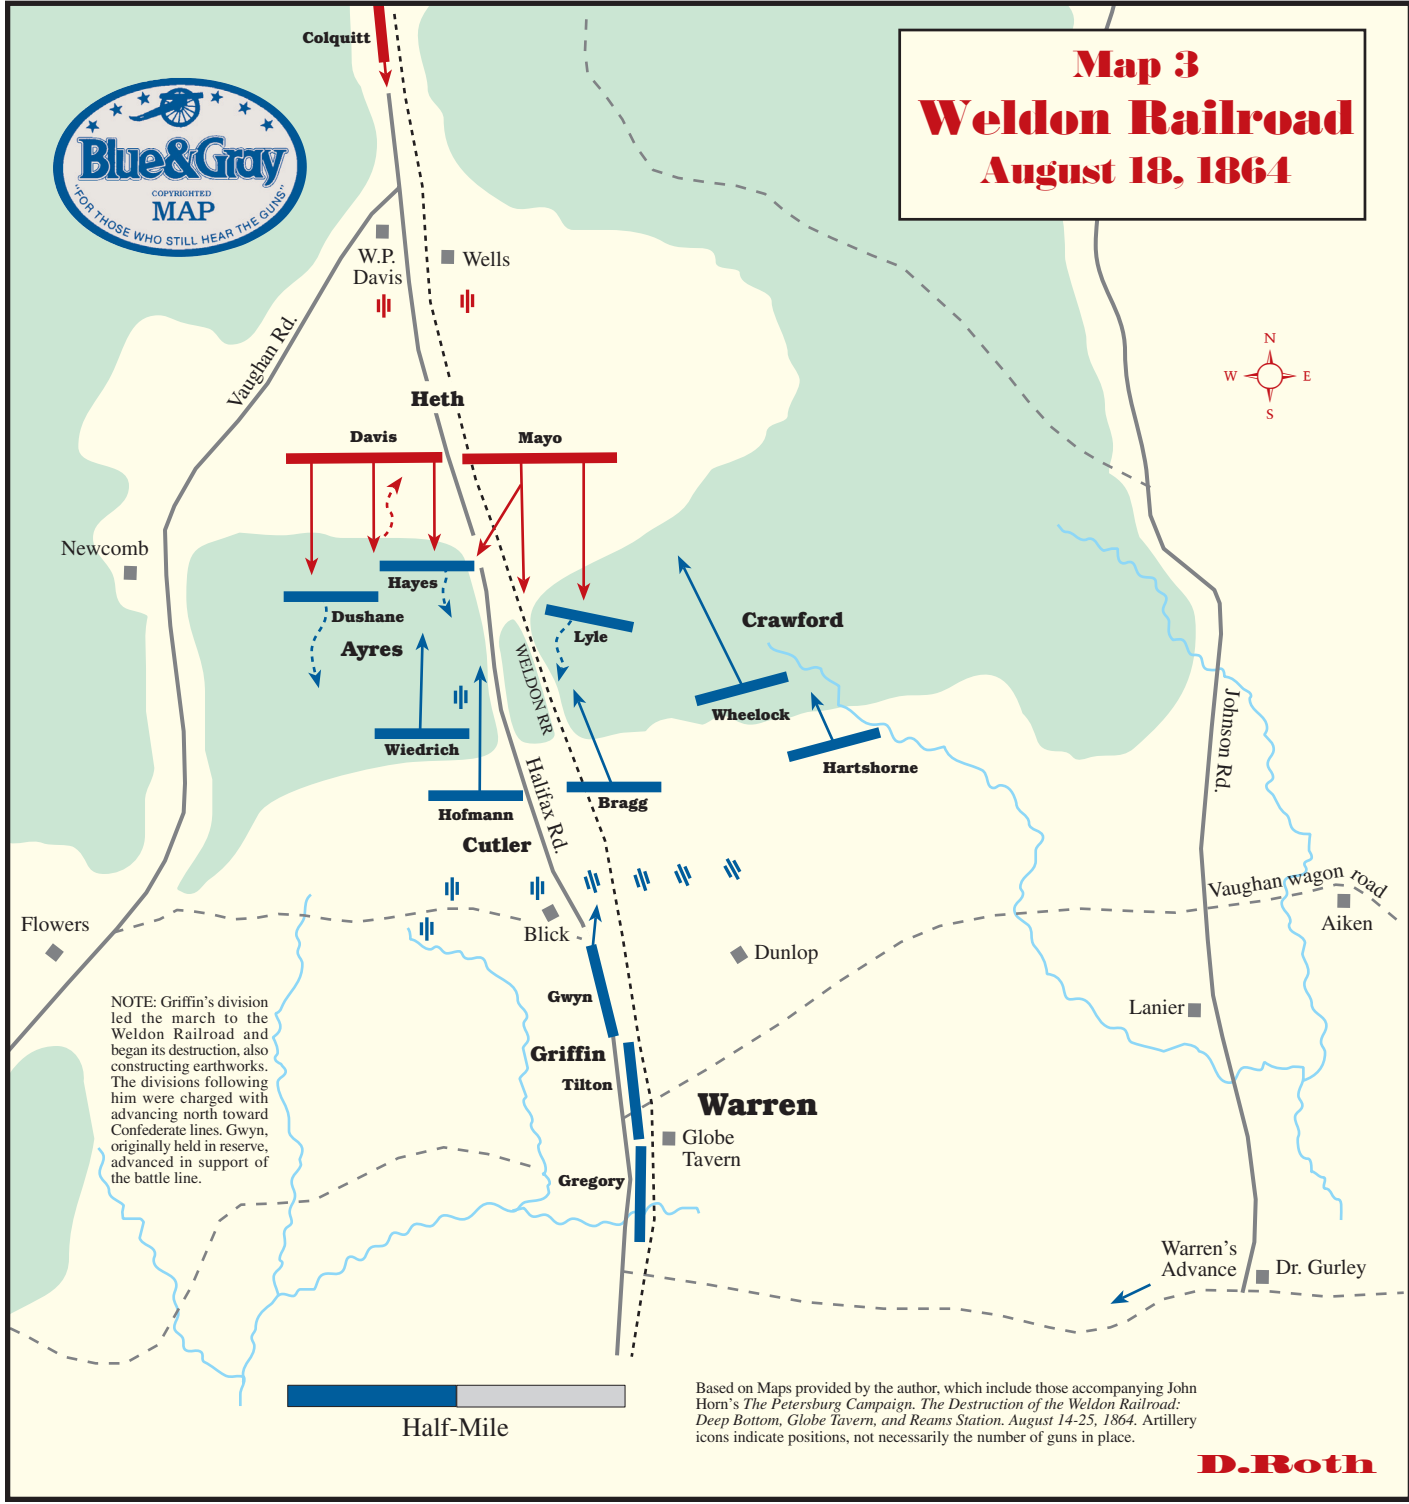 Colquitt
Map 3
Weldon Railroad
August 18, 1864
Blue&Gray
COPYRIGHTED
MAP
"FOR THOSE WHO STILL HEAR THE GUNS"
W.P.
Davis
Wells
Vaughan Rd.
N
W E
S
Heth
Davis
Mayo
Newcomb
Hayes
Dushane
Ayres
Lyle
Crawford
WELDON RR
Wheelock
Wiedrich
Hartshorne
Johnson Rd.
Halifax Rd.
Bragg
Hofmann
Cutler
Vaughan wagon road
Aiken
Flowers
Blick
Dunlop
Gwyn
Lanier
NOTE: Griffin's division
led the march to the
Weldon Railroad and
began its destruction, also
constructing earthworks.
The divisions following
him were charged with
advancing north toward
Confederate lines. Gwyn,
originally held in reserve,
advanced in support of
the battle line.
Griffin
Tilton
Warren
Globe
Tavern
Gregory
Warren's
Advance
Dr. Gurley
Half-Mile
Based on Maps provided by the author, which include those accompanying John
Horn's The Petersburg Campaign. The Destruction of the Weldon Railroad:
Deep Bottom, Globe Tavern, and Reams Station. August 14-25, 1864. Artillery
icons indicate positions, not necessarily the number of guns in place.
D.Roth